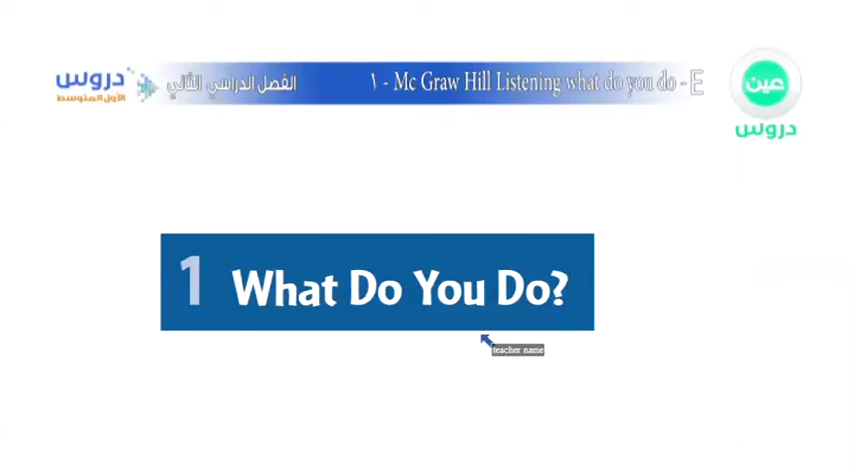 دروس
الأول المتوسط
الفصل الدراسي الثاني
١ - Mc Graw Hill Listening what do you do - E
عين
دروس
1 What Do You Do?
teacher name